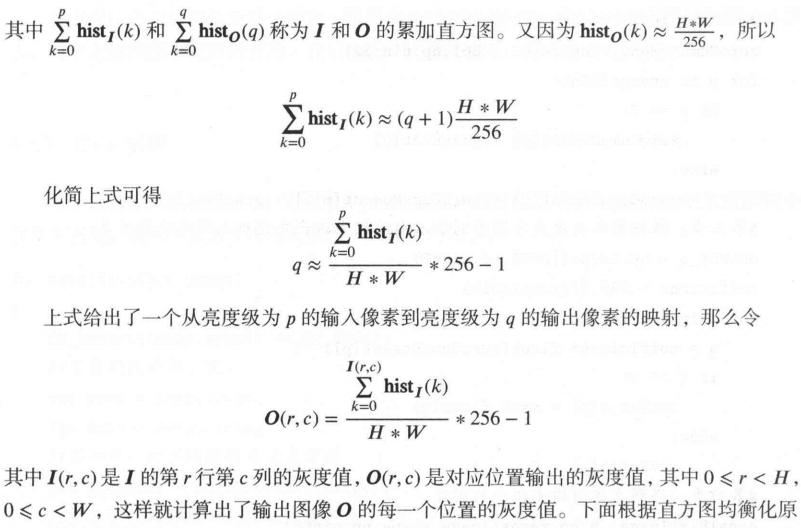 其中 $\sum_{k=0}^{p} \mathbf{hist}_{\boldsymbol{I}}(k)$ 和 $\sum_{k=0}^{q} \mathbf{hist}_{\boldsymbol{O}}(q)$ 称为 $\boldsymbol{I}$ 和 $\boldsymbol{O}$ 的累加直方图。又因为 $\mathbf{hist}_{\boldsymbol{O}}(k) \approx \frac{H*W}{256}$，所以
$\sum_{k=0}^{p} \mathbf{hist}_{\boldsymbol{I}}(k) \approx (q+1)\frac{H*W}{256}$
化简上式可得
$q \approx \frac{\sum_{k=0}^{p} \mathbf{hist}_{\boldsymbol{I}}(k)}{H*W} * 256 - 1$
上式给出了一个从亮度级为 $p$ 的输入像素到亮度级为 $q$ 的输出像素的映射，那么令
$\boldsymbol{O}(r,c) = \frac{\sum_{k=0}^{\boldsymbol{I}(r,c)} \mathbf{hist}_{\boldsymbol{I}}(k)}{H*W} * 256 - 1$
其中 $\boldsymbol{I}(r,c)$ 是 $\boldsymbol{I}$ 的第 $r$ 行第 $c$ 列的灰度值，$\boldsymbol{O}(r,c)$ 是对应位置输出的灰度值，其中 $0 \leqslant r < H$，
$0 \leqslant c < W$，这样就计算出了输出图像 $\boldsymbol{O}$ 的每一个位置的灰度值。下面根据直方图均衡化原